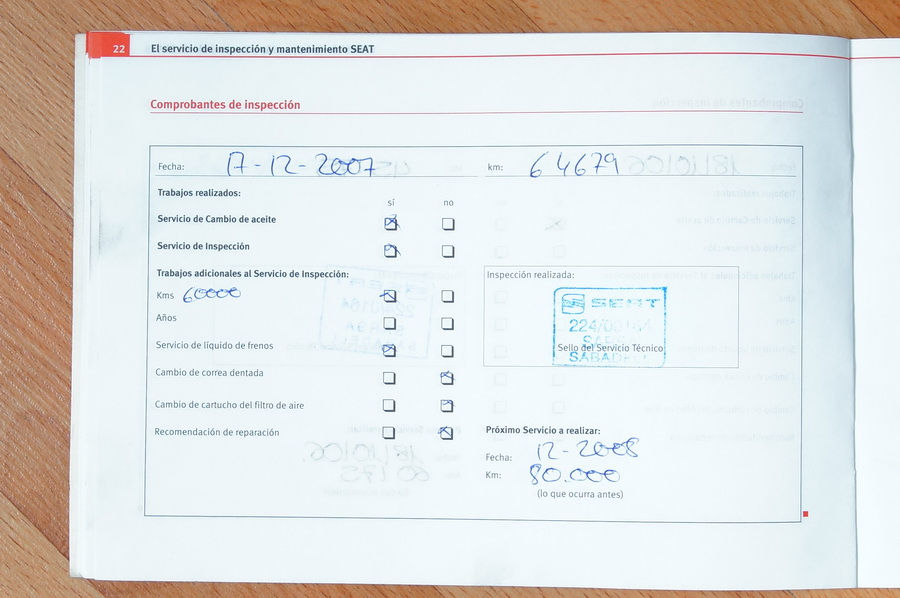 22 El servicio de inspección y mantenimiento SEAT
Comprobantes de inspección
Fecha: 17-12-2007 km: 64679
Trabajos realizados:
sí no
Servicio de Cambio de aceite
Servicio de Inspección
Trabajos adicionales al Servicio de Inspección: Inspección realizada:
Kms 60000
SEAT
Años
Servicio de líquido de frenos Sello del Servicio Técnico
SABADELL
Cambio de correa dentada
Cambio de cartucho del filtro de aire
Recomendación de reparación
Próximo Servicio a realizar:
Fecha: 12-2008
Km: 80.000
(lo que ocurra antes)